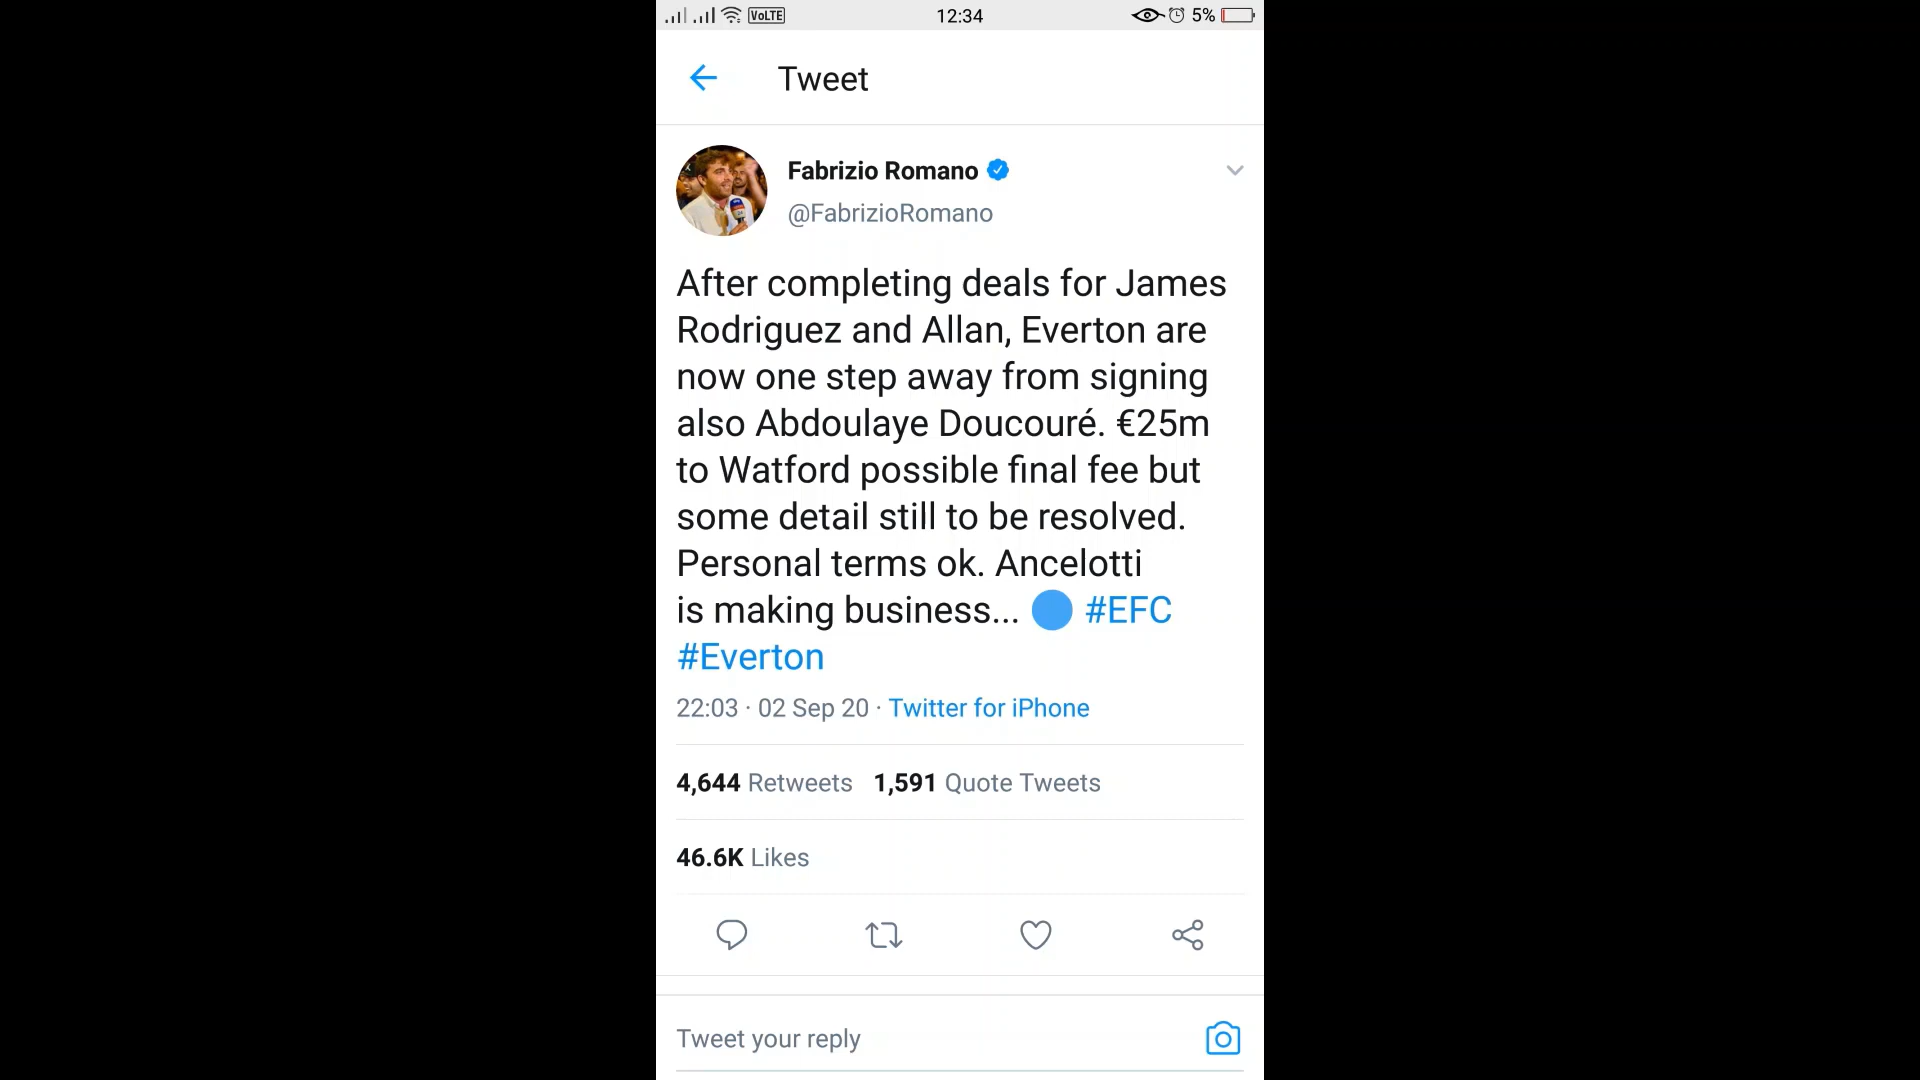 VoLTE 12:34 5%
Tweet
Fabrizio Romano
@FabrizioRomano
After completing deals for James
Rodriguez and Allan, Everton are
now one step away from signing
also Abdoulaye Doucouré. €25m
to Watford possible final fee but
some detail still to be resolved.
Personal terms ok. Ancelotti
is making business... #EFC
#Everton
22:03 · 02 Sep 20 · Twitter for iPhone
4,644 Retweets 1,591 Quote Tweets
46.6K Likes
Tweet your reply